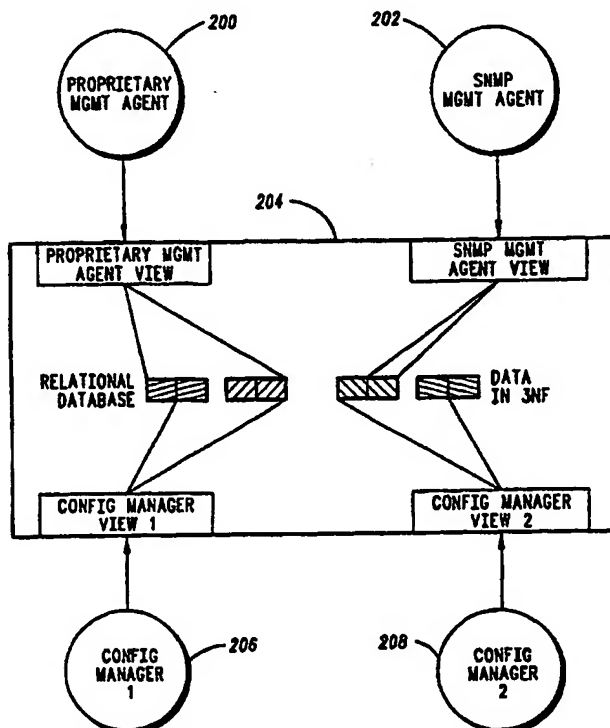 200
202
PROPRIETARY
MGMT AGENT
SNMP
MGMT AGENT
204
PROPRIETARY MGMT
AGENT VIEW
SNMP MGMT
AGENT VIEW
RELATIONAL
DATABASE
DATA
IN 3NF
CONFIG MANAGER
VIEW 1
CONFIG MANAGER
VIEW 2
206
208
CONFIG
MANAGER
1
CONFIG
MANAGER
2